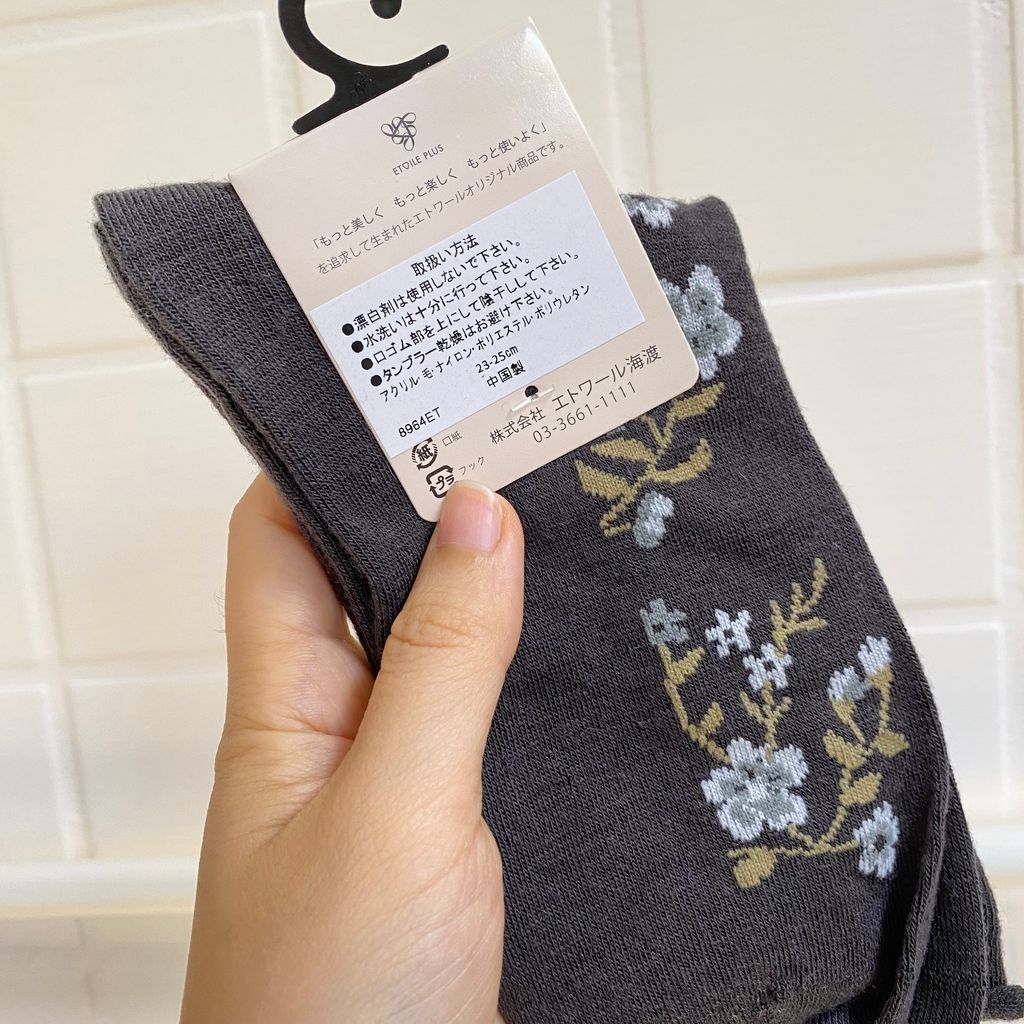 ETOILE PLUS
「もっと美しく もっと楽しく もっと使いよく」
を追求して生まれたエトワールオリジナル商品です。
取扱い方法
●漂白剤は使用しないで下さい。
●水洗いは十分に行って下さい。
●口ゴム部を上にして陰干しして下さい。
●タンブラー乾燥はお避け下さい。
アクリル・毛・ナイロン・ポリエステル・ポリウレタン
23-25cm
中国製
8964ET
株式会社 エトワール海渡
03-3661-1111
紙 口紙
プラ フック